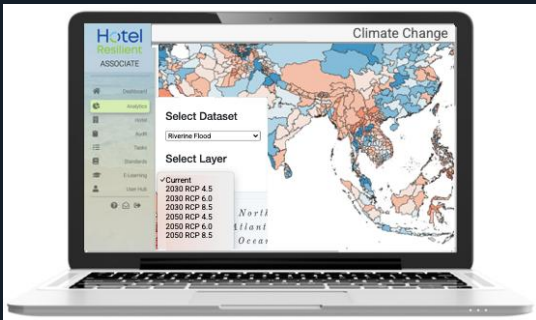 Hotel
Resilient
ASSOCIATE
Dashboard
Analytics
Hotel
Audit
Tasks
Standards
E-Learning
User Hub
Climate Change
Select Dataset
Riverine Flood
Select Layer
✓Current
2030 RCP 4.5
2030 RCP 6.0
2030 RCP 8.5
2050 RCP 4.5
2050 RCP 6.0
2050 RCP 8.5
North
Atlant
Ocean